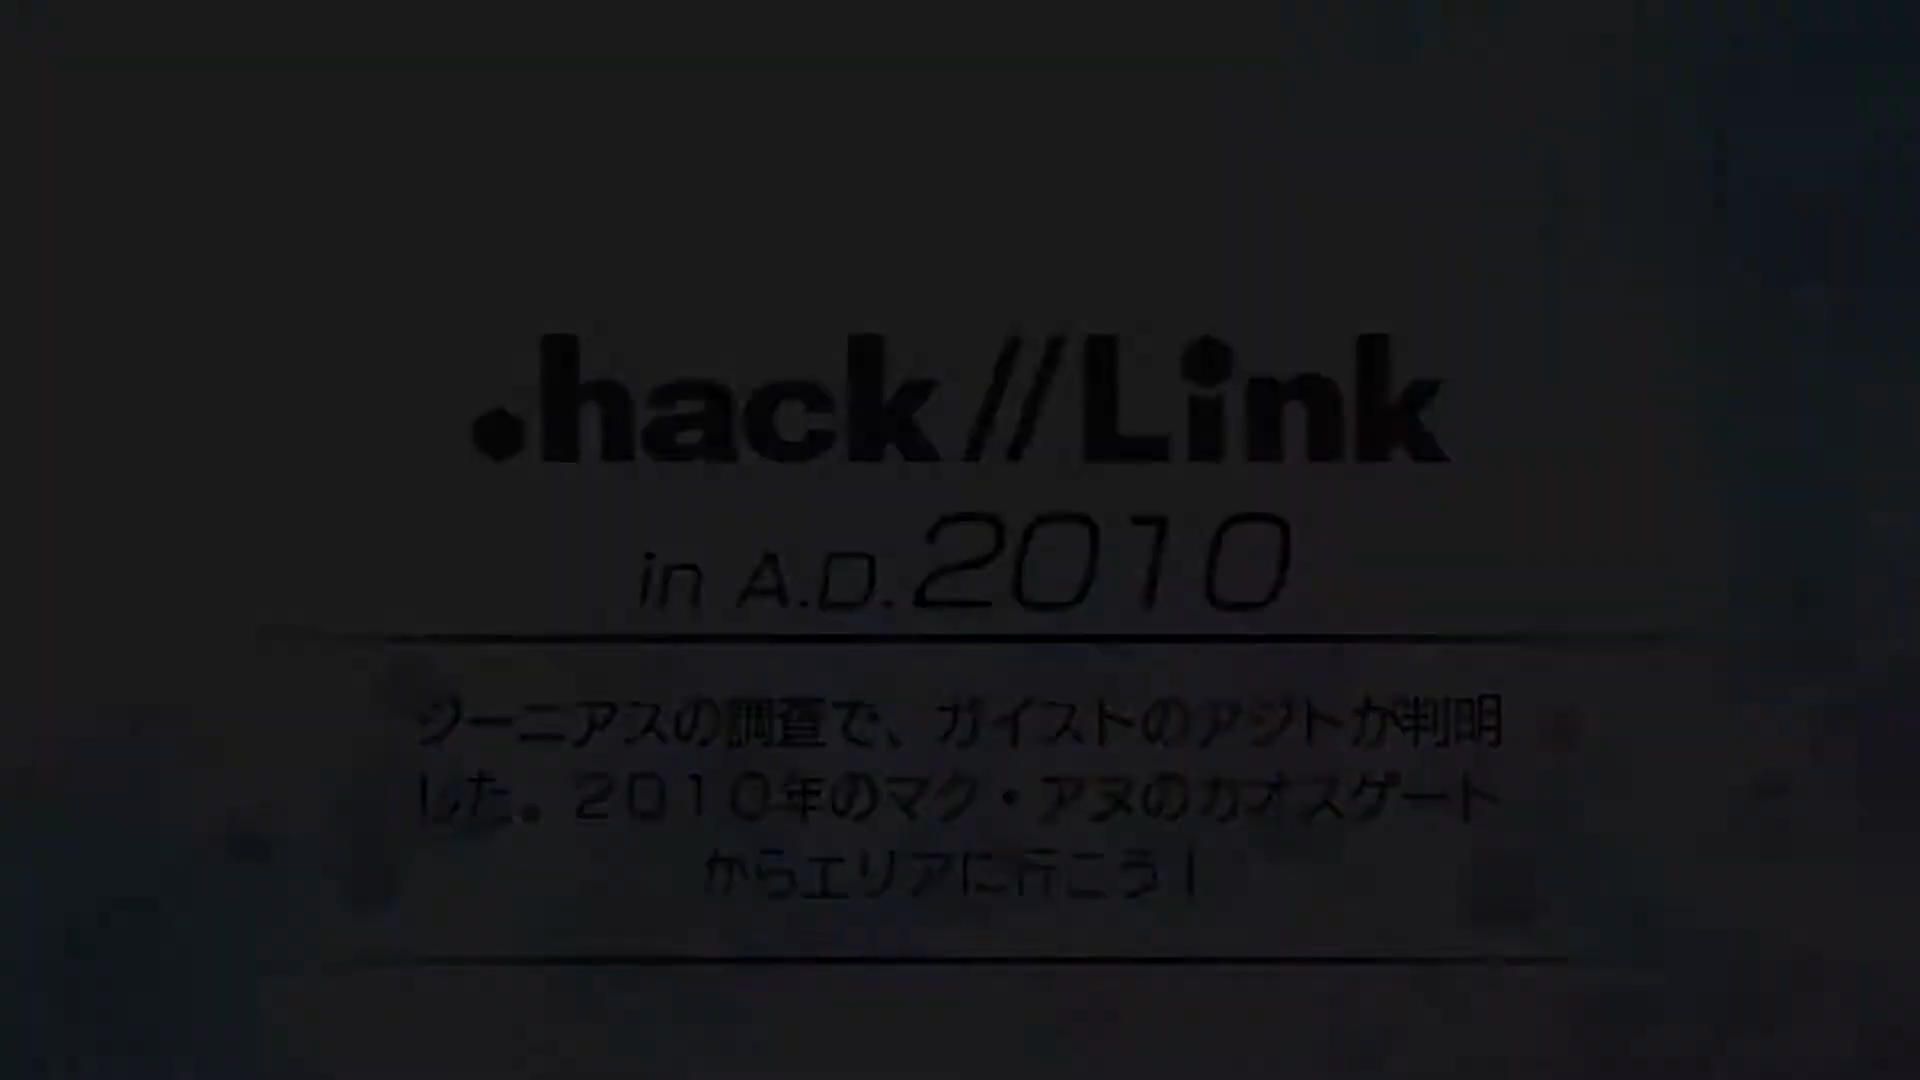 .hack//Link
in A.D.2010
ジーニアスの調査で、ガイストのアジトが判明
した。2010年のマク・アヌのカオスゲート
からエリアに行こう！